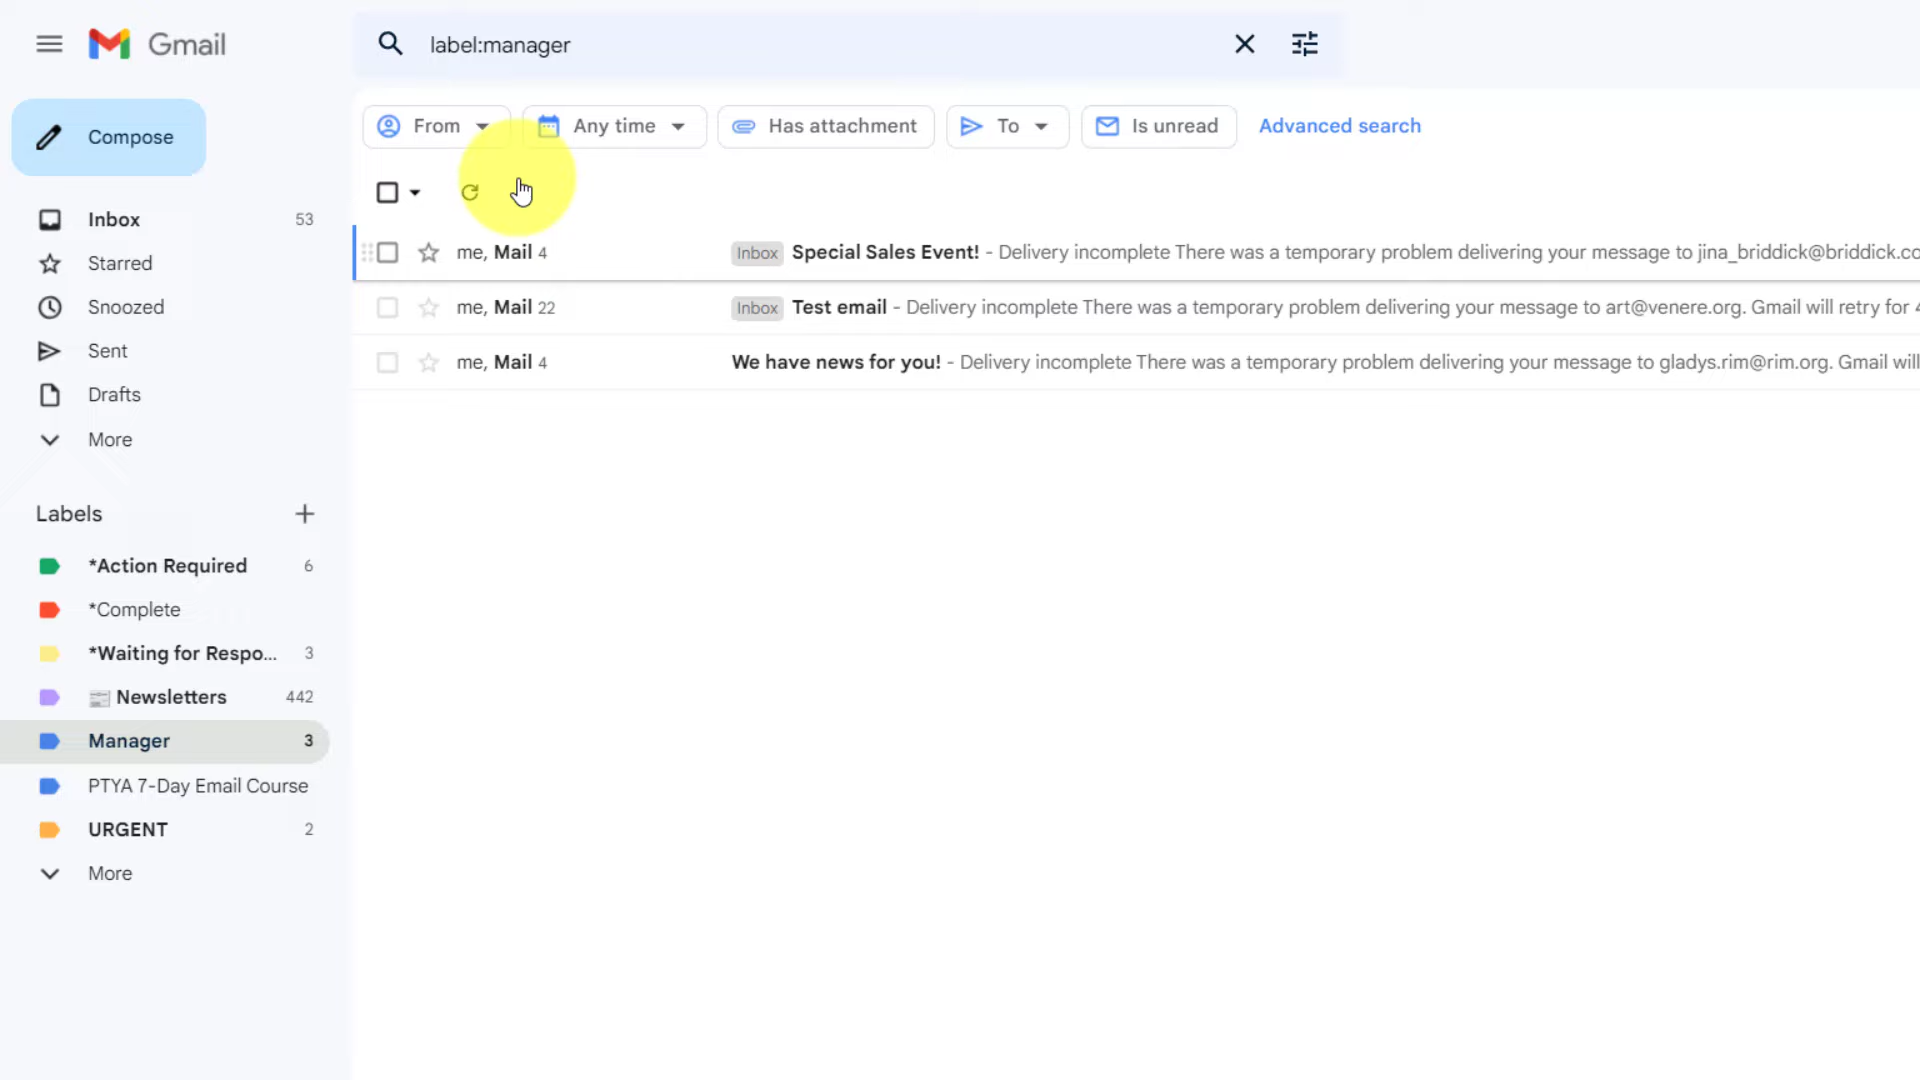 Gmail
label:manager
From
Any time
Has attachment
To
Is unread
Advanced search
Compose
Inbox 53
Starred
Snoozed
Sent
Drafts
More
Labels
*Action Required 6
*Complete
*Waiting for Respo... 3
Newsletters 442
Manager 3
PTYA 7-Day Email Course
URGENT 2
More
me, Mail 4 Inbox Special Sales Event! - Delivery incomplete There was a temporary problem delivering your message to jina_briddick@briddick.co
me, Mail 22 Inbox Test email - Delivery incomplete There was a temporary problem delivering your message to art@venere.org. Gmail will retry for
me, Mail 4 We have news for you! - Delivery incomplete There was a temporary problem delivering your message to gladys.rim@rim.org. Gmail will